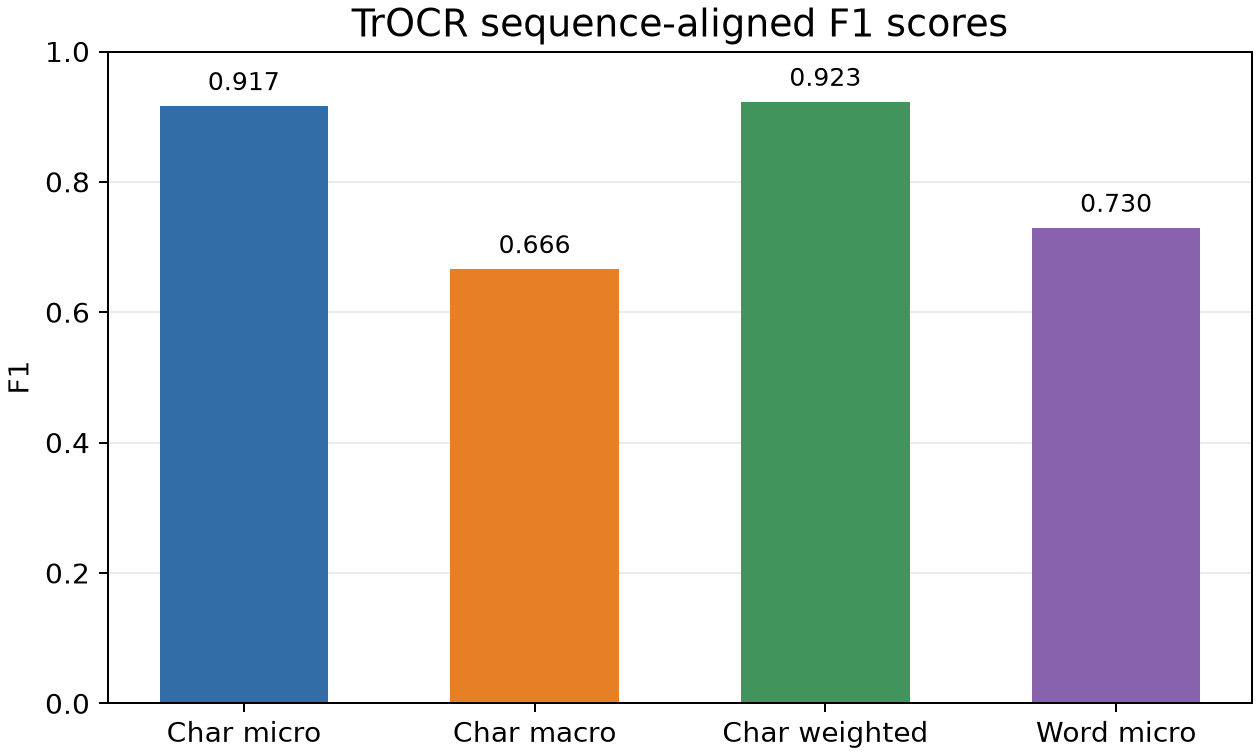 TrOCR sequence-aligned F1 scores
1.0
0.917
0.923
0.8
0.730
0.666
0.6
F1
0.4
0.2
0.0
Char micro
Char macro
Char weighted
Word micro